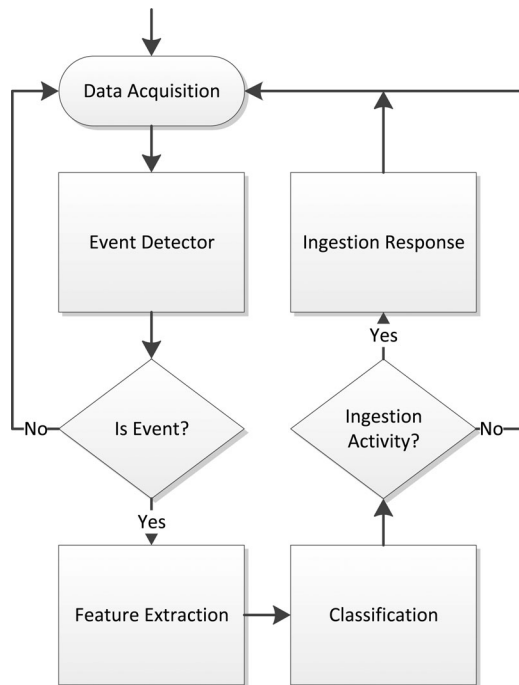 Data Acquisition
Event Detector
Ingestion Response
Yes
Is Event?
Ingestion
Activity?
No
No
Yes
Feature Extraction
Classification